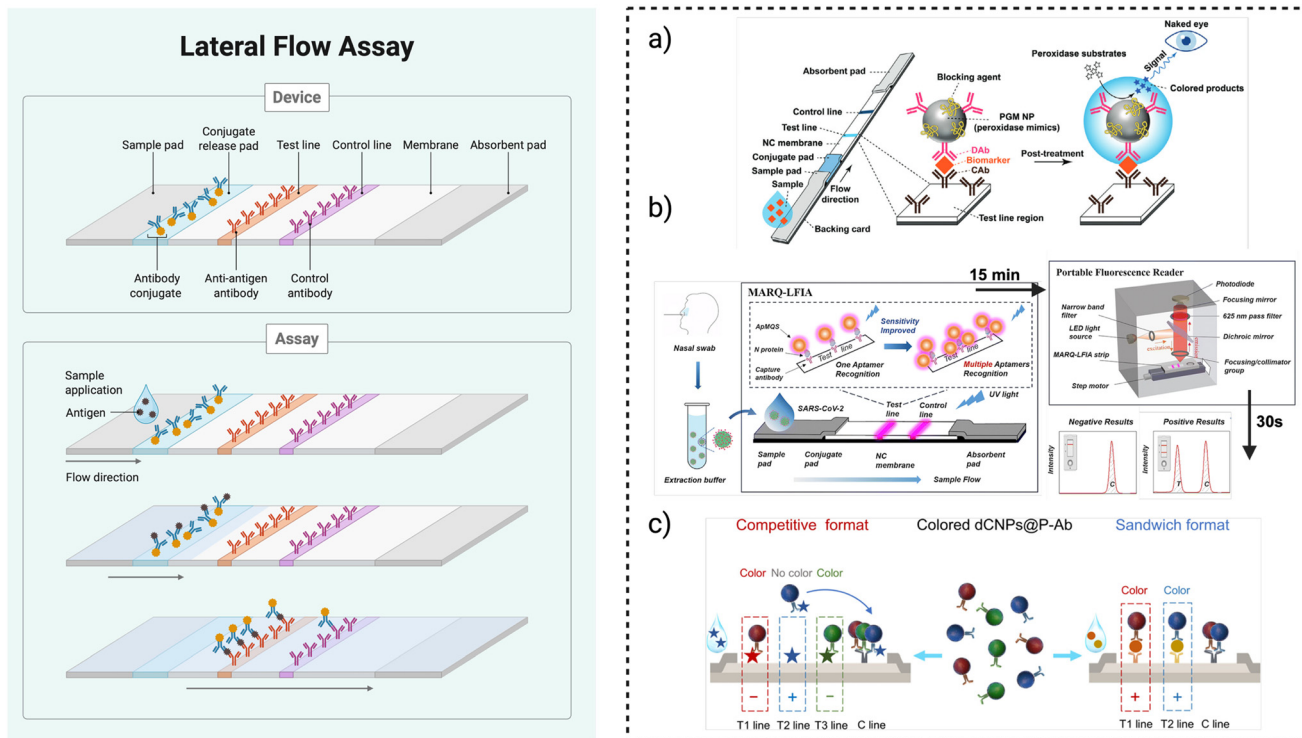 Lateral Flow Assay
Device
Sample pad
Conjugate
release pad
Test line
Control line
Membrane
Absorbent pad
Antibody
conjugate
Anti-antigen
antibody
Control
antibody
Assay
Sample
application
Antigen
Flow direction
a)
Absorbent pad
Control line
Test line
NC membrane
Conjugate pad
Sample pad
Sample
Flow
direction
Backing card
Blocking agent
PGM NP
(peroxidase mimics)
DAb
Biomarker
CAb
Test line region
Post-treatment
Peroxidase substrates
Signal
Naked eye
Colored products
b)
Nasal swab
Extraction buffer
MARQ-LFIA
15 min
ApMQS
N protein
Capture
antibody
Test line
One Aptamer
Recognition
Sensitivity
Improved
Test line
Multiple Aptamers
Recognition
SARS-CoV-2
Test
line
Control
line
UV light
Sample
pad
Conjugate
pad
NC
membrane
Absorbent
pad
Sample Flow
Portable Fluorescence Reader
Photodiode
Focusing mirror
625 nm pass filter
Narrow band
filter
LED light
source
excitation
Dichroic mirror
MARQ-LFIA strip
Focusing/collimator
group
Step motor
30s
Negative Results
Intensity
C
Positive Results
Intensity
T
C
c)
Competitive format
Colored dCNPs@P-Ab
Sandwich format
Color
No color
Color
Color
Color
−
+
−
+
+
T1 line
T2 line
T3 line
C line
T1 line
T2 line
C line